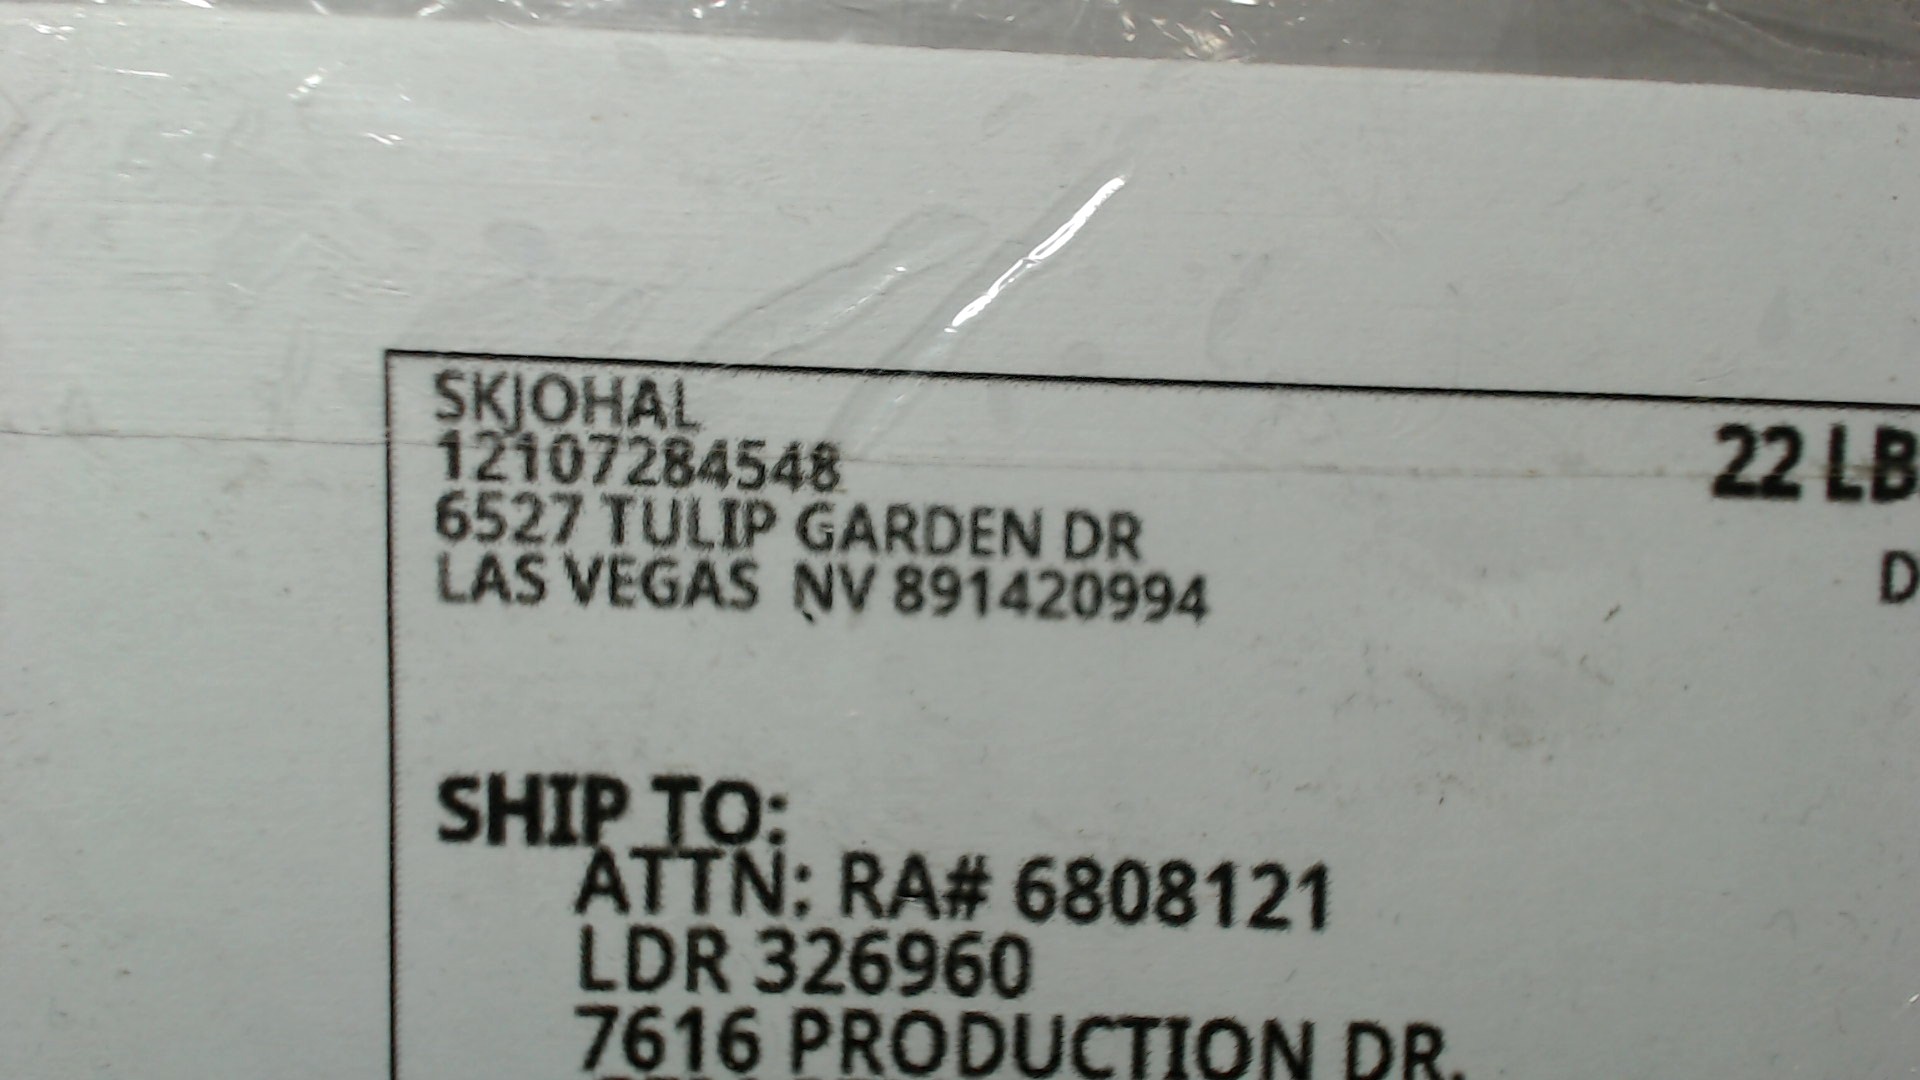 SKJOHAL
12107284548
6527 TULIP GARDEN DR
LAS VEGAS NV 891420994
22 LB
D
SHIP TO:
ATTN: RA# 6808121
LDR 326960
7616 PRODUCTION DR.